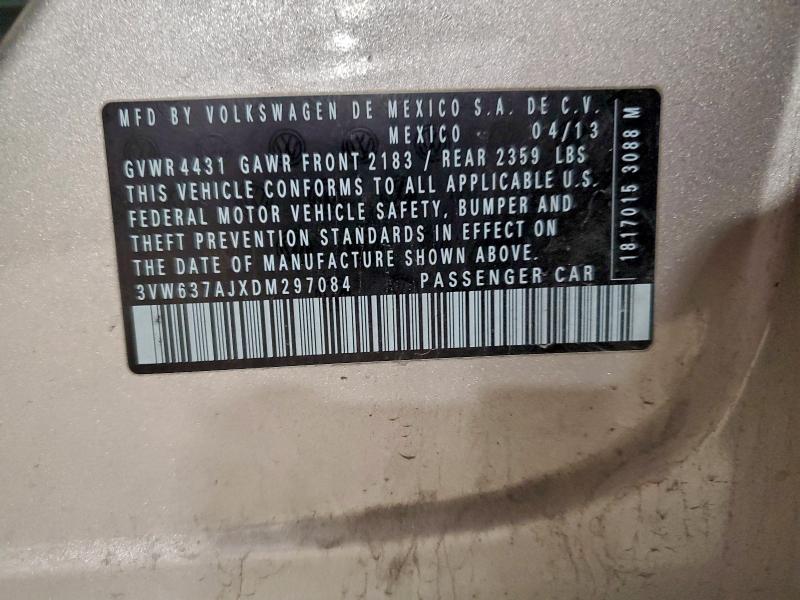 MFD BY VOLKSWAGEN DE MEXICO S.A. DE C.V.
MEXICO 04/13
GVWR 4431 GAWR FRONT 2183 / REAR 2359 LBS
THIS VEHICLE CONFORMS TO ALL APPLICABLE U.S.
FEDERAL MOTOR VEHICLE SAFETY, BUMPER AND
THEFT PREVENTION STANDARDS IN EFFECT ON
THE DATE OF MANUFACTURE SHOWN ABOVE.
3VW637AJXDM297084 PASSENGER CAR
1817015 3088 M